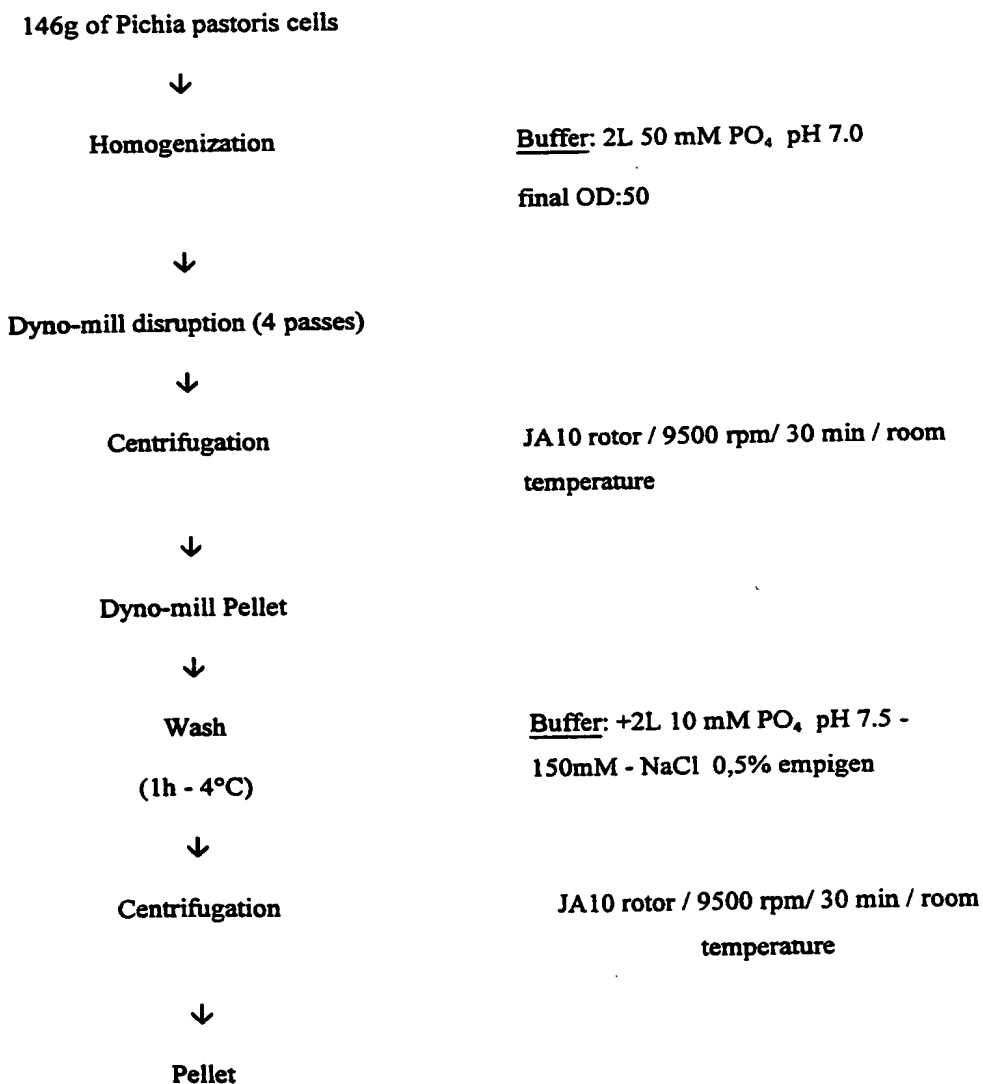 146g of Pichia pastoris cells
↓
Homogenization
Buffer: 2L 50 mM PO₄ pH 7.0
final OD:50
↓
Dyno-mill disruption (4 passes)
↓
Centrifugation
JA10 rotor / 9500 rpm/ 30 min / room
temperature
↓
Dyno-mill Pellet
↓
Wash
(1h - 4°C)
Buffer: +2L 10 mM PO₄ pH 7.5 -
150mM - NaCl 0,5% empigen
↓
Centrifugation
JA10 rotor / 9500 rpm/ 30 min / room
temperature
↓
Pellet